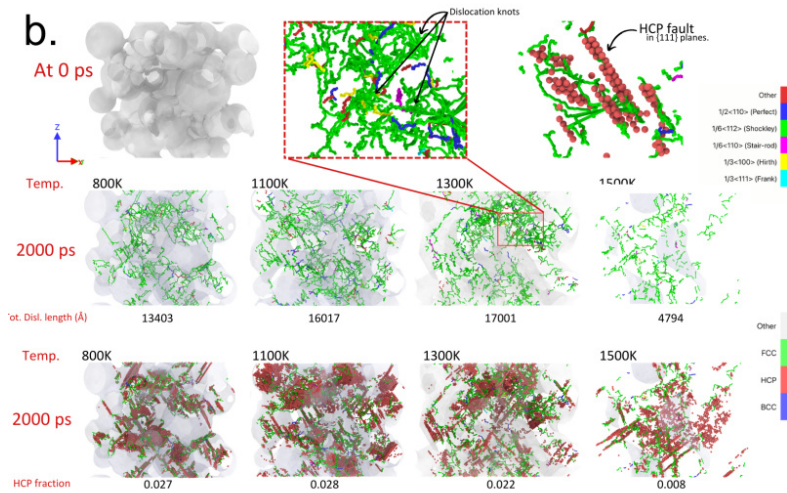 b.
Dislocation knots
HCP fault
in {111} planes.
At 0 ps
Z
Other
1/2<110> (Perfect)
1/6<112> (Shockley)
1/6<110> (Stair-rod)
1/3<100> (Hirth)
1/3<111> (Frank)
Temp.
800K 1100K 1300K 1500K
2000 ps
ot. Disl. length (Å) 13403 16017 17001 4794
Other
FCC
HCP
BCC
Temp.
800K 1100K 1300K 1500K
2000 ps
HCP fraction 0.027 0.028 0.022 0.008